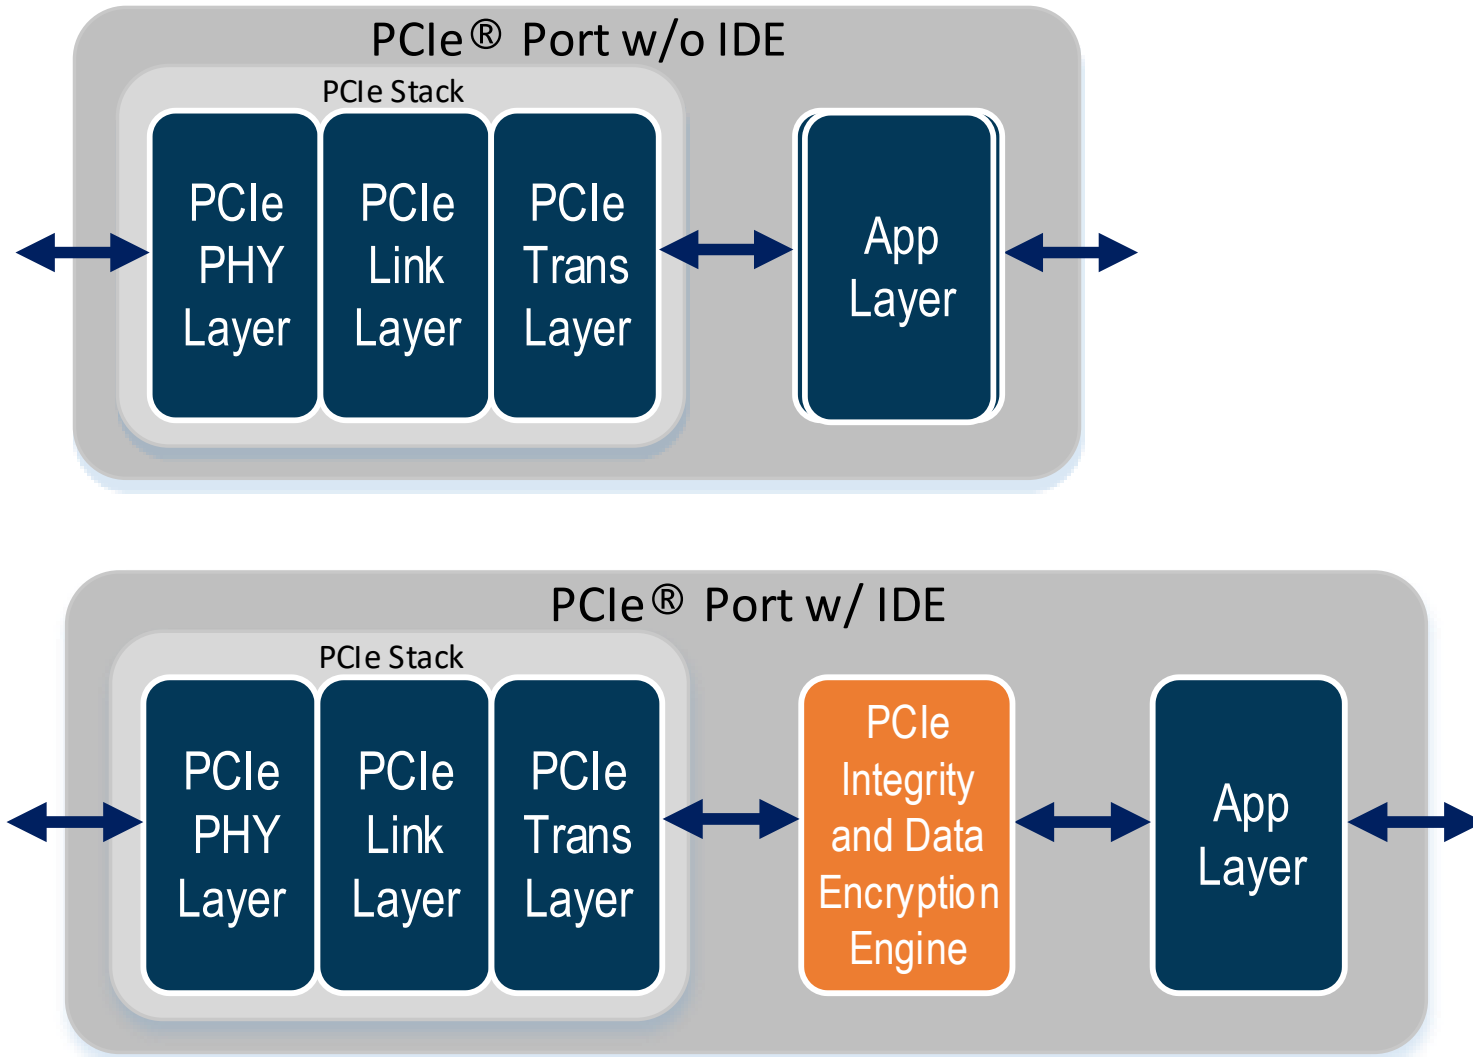 PCIe® Port w/o IDE
PCIe Stack
PCIe
PHY
Layer
PCIe
Link
Layer
PCIe
Trans
Layer
App
Layer
PCIe® Port w/ IDE
PCIe Stack
PCIe
PHY
Layer
PCIe
Link
Layer
PCIe
Trans
Layer
PCIe
Integrity
and Data
Encryption
Engine
App
Layer